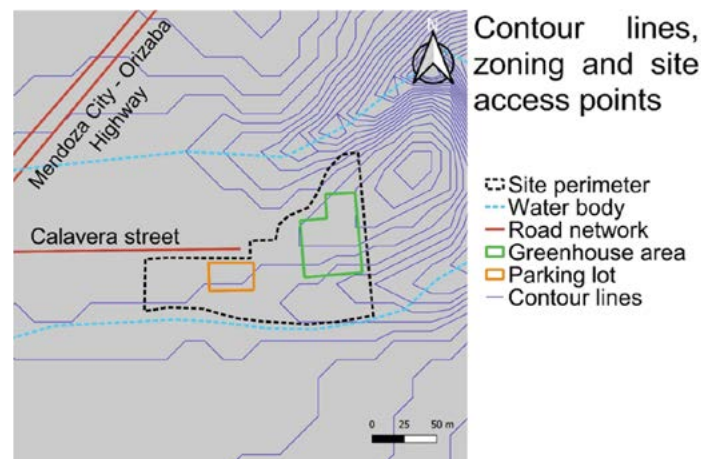 N
Contour lines,
zoning and site
access points
Mendoza City - Orizaba
Highway
Calavera street
Site perimeter
Water body
Road network
Greenhouse area
Parking lot
Contour lines
0 25 50 m